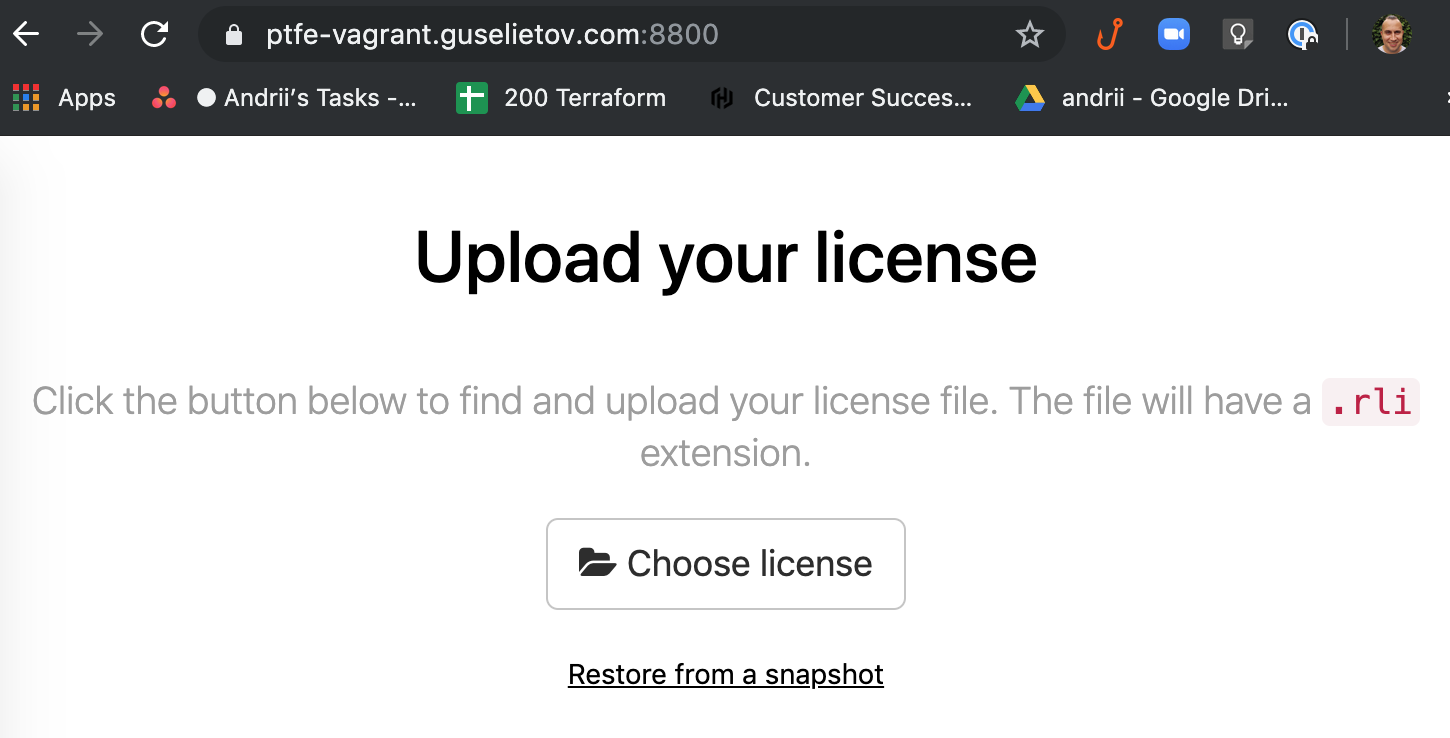 ptfe-vagrant.guselietov.com:8800
Apps Andrii's Tasks -... 200 Terraform Customer Succes... andrii - Google Dri...
Upload your license
Click the button below to find and upload your license file. The file will have a .rli
extension.
Choose license
Restore from a snapshot